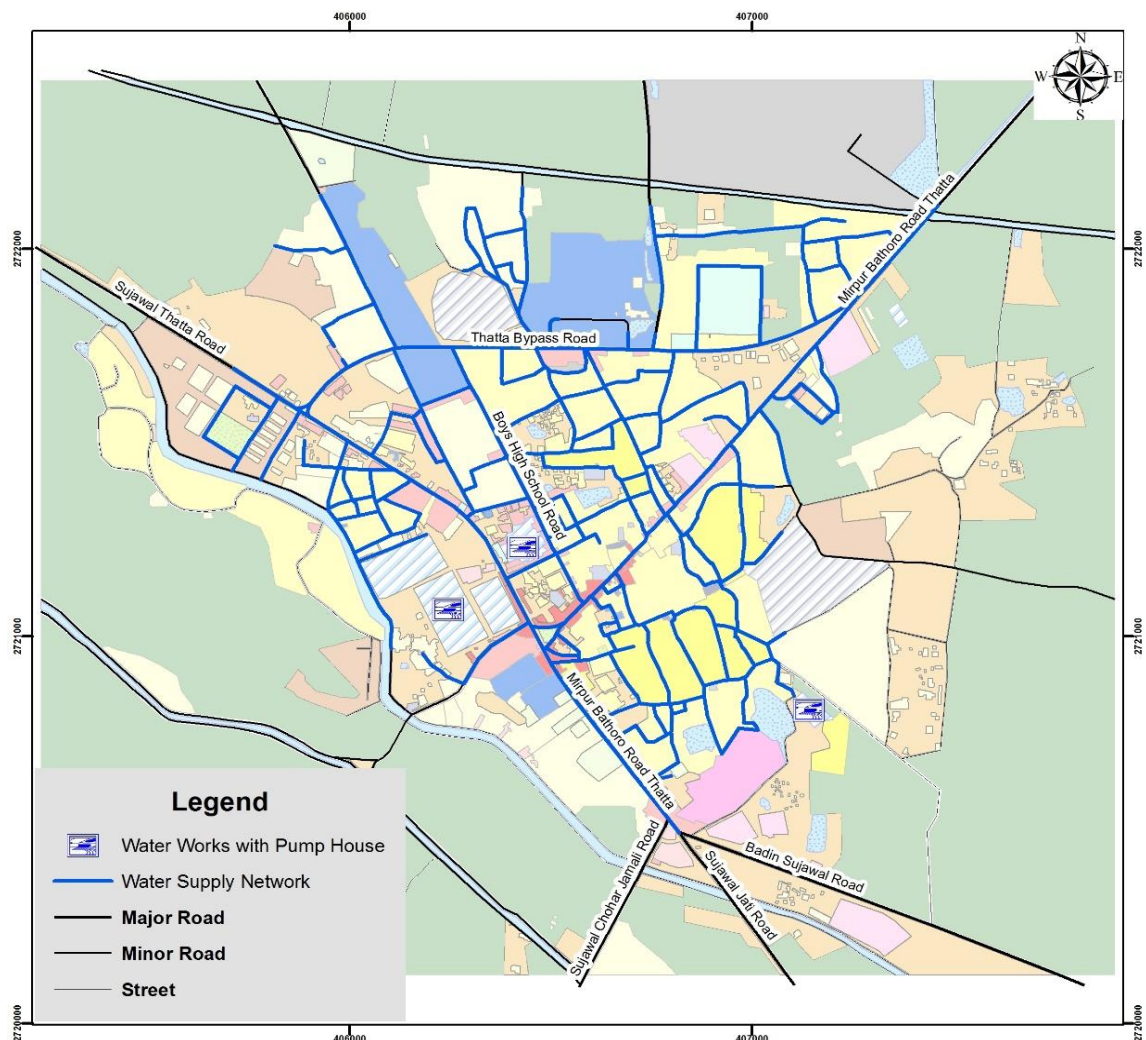 406000
407000
N
W
E
S
2722000
2722000
Mirpur Bathoro Road Thatta
Sujawal Thatta Road
Thatta Bypass Road
Boys High School Road
2721000
2721000
Mirpur Bathoro Road Thatta
Legend
Water Works with Pump House
Water Supply Network
Major Road
Minor Road
Street
Badin Sujawal Road
Sujawal Jati Road
Sujawal Chohar Jamali Road
2720000
2720000
406000
407000